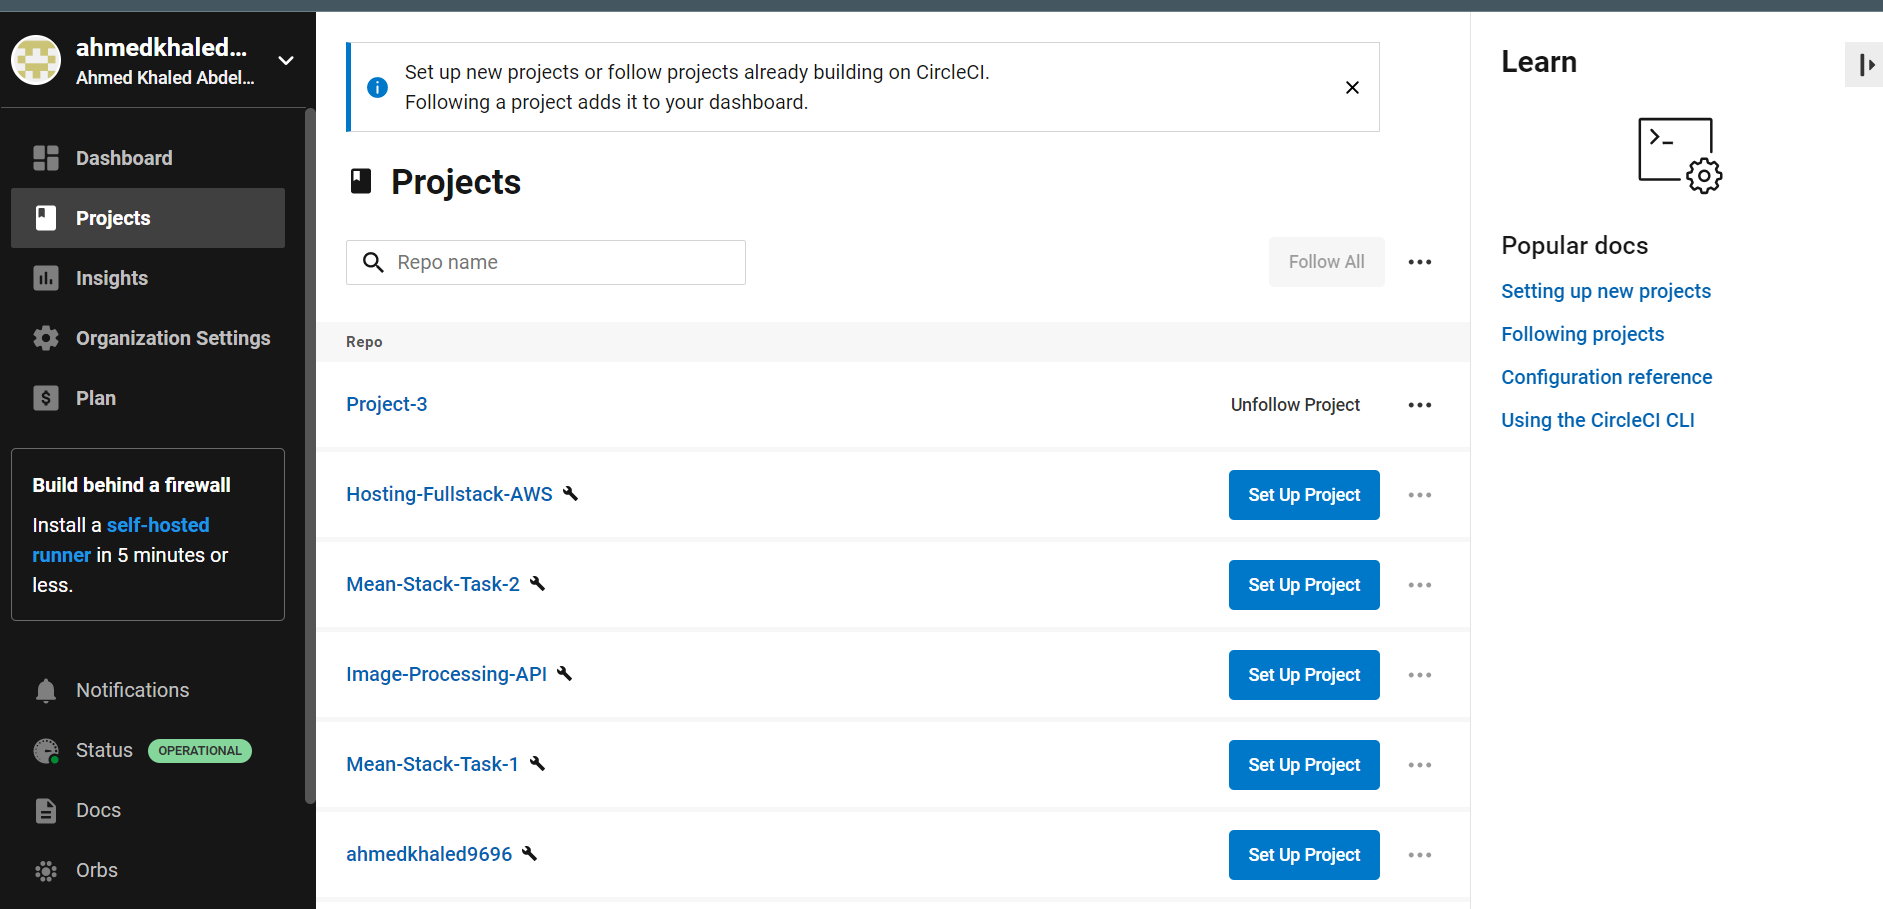 ahmedkhaled...
Ahmed Khaled Abdel...
Dashboard
Projects
Insights
Organization Settings
Plan
Build behind a firewall
Install a self-hosted
runner in 5 minutes or
less.
Notifications
Status OPERATIONAL
Docs
Orbs
Set up new projects or follow projects already building on CircleCI.
Following a project adds it to your dashboard.
Projects
Repo name
Follow All
Repo
Project-3 Unfollow Project
Hosting-Fullstack-AWS Set Up Project
Mean-Stack-Task-2 Set Up Project
Image-Processing-API Set Up Project
Mean-Stack-Task-1 Set Up Project
ahmedkhaled9696 Set Up Project
Learn
Popular docs
Setting up new projects
Following projects
Configuration reference
Using the CircleCI CLI